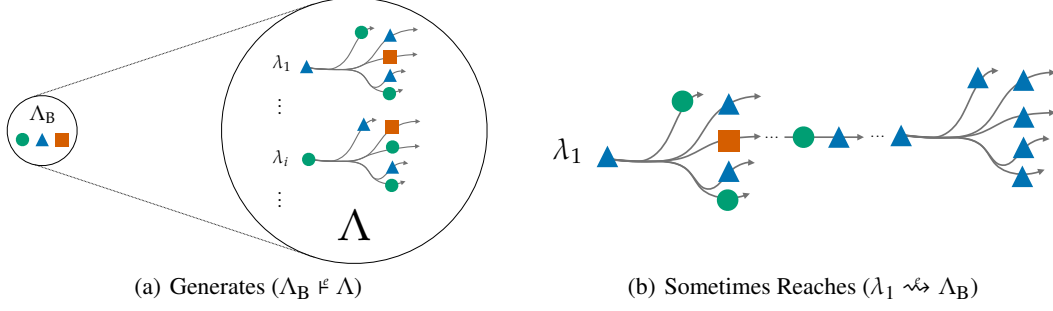 Λ_B
λ_1
⋮
λ_i
⋮
Λ
(a) Generates (Λ_B ⊭ Λ)
λ_1
... ...
(b) Sometimes Reaches (λ_1 ⇝ Λ_B)